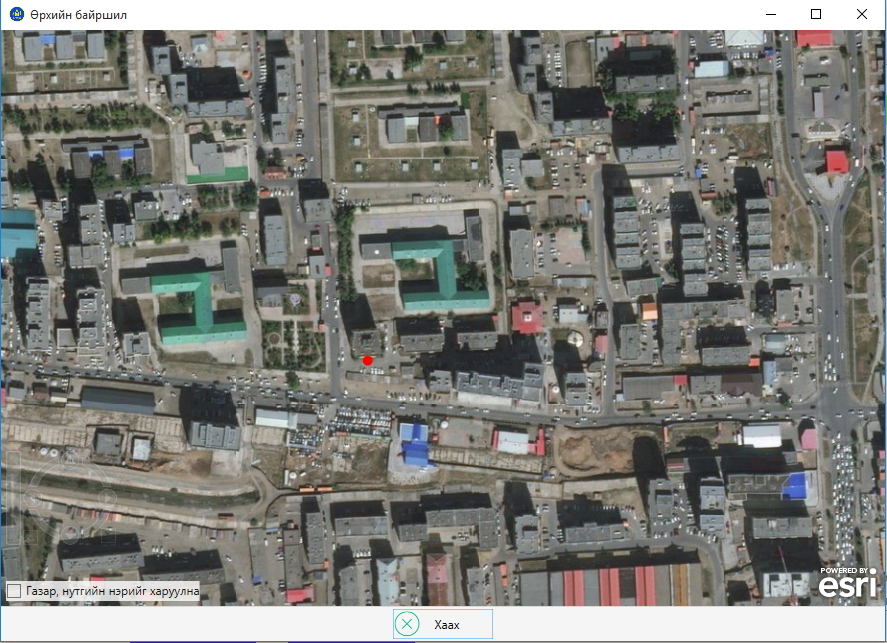 Өрхийн байршил
POWERED BY
esri
Газар, нутгийн нэрийг харуулна
Хаах